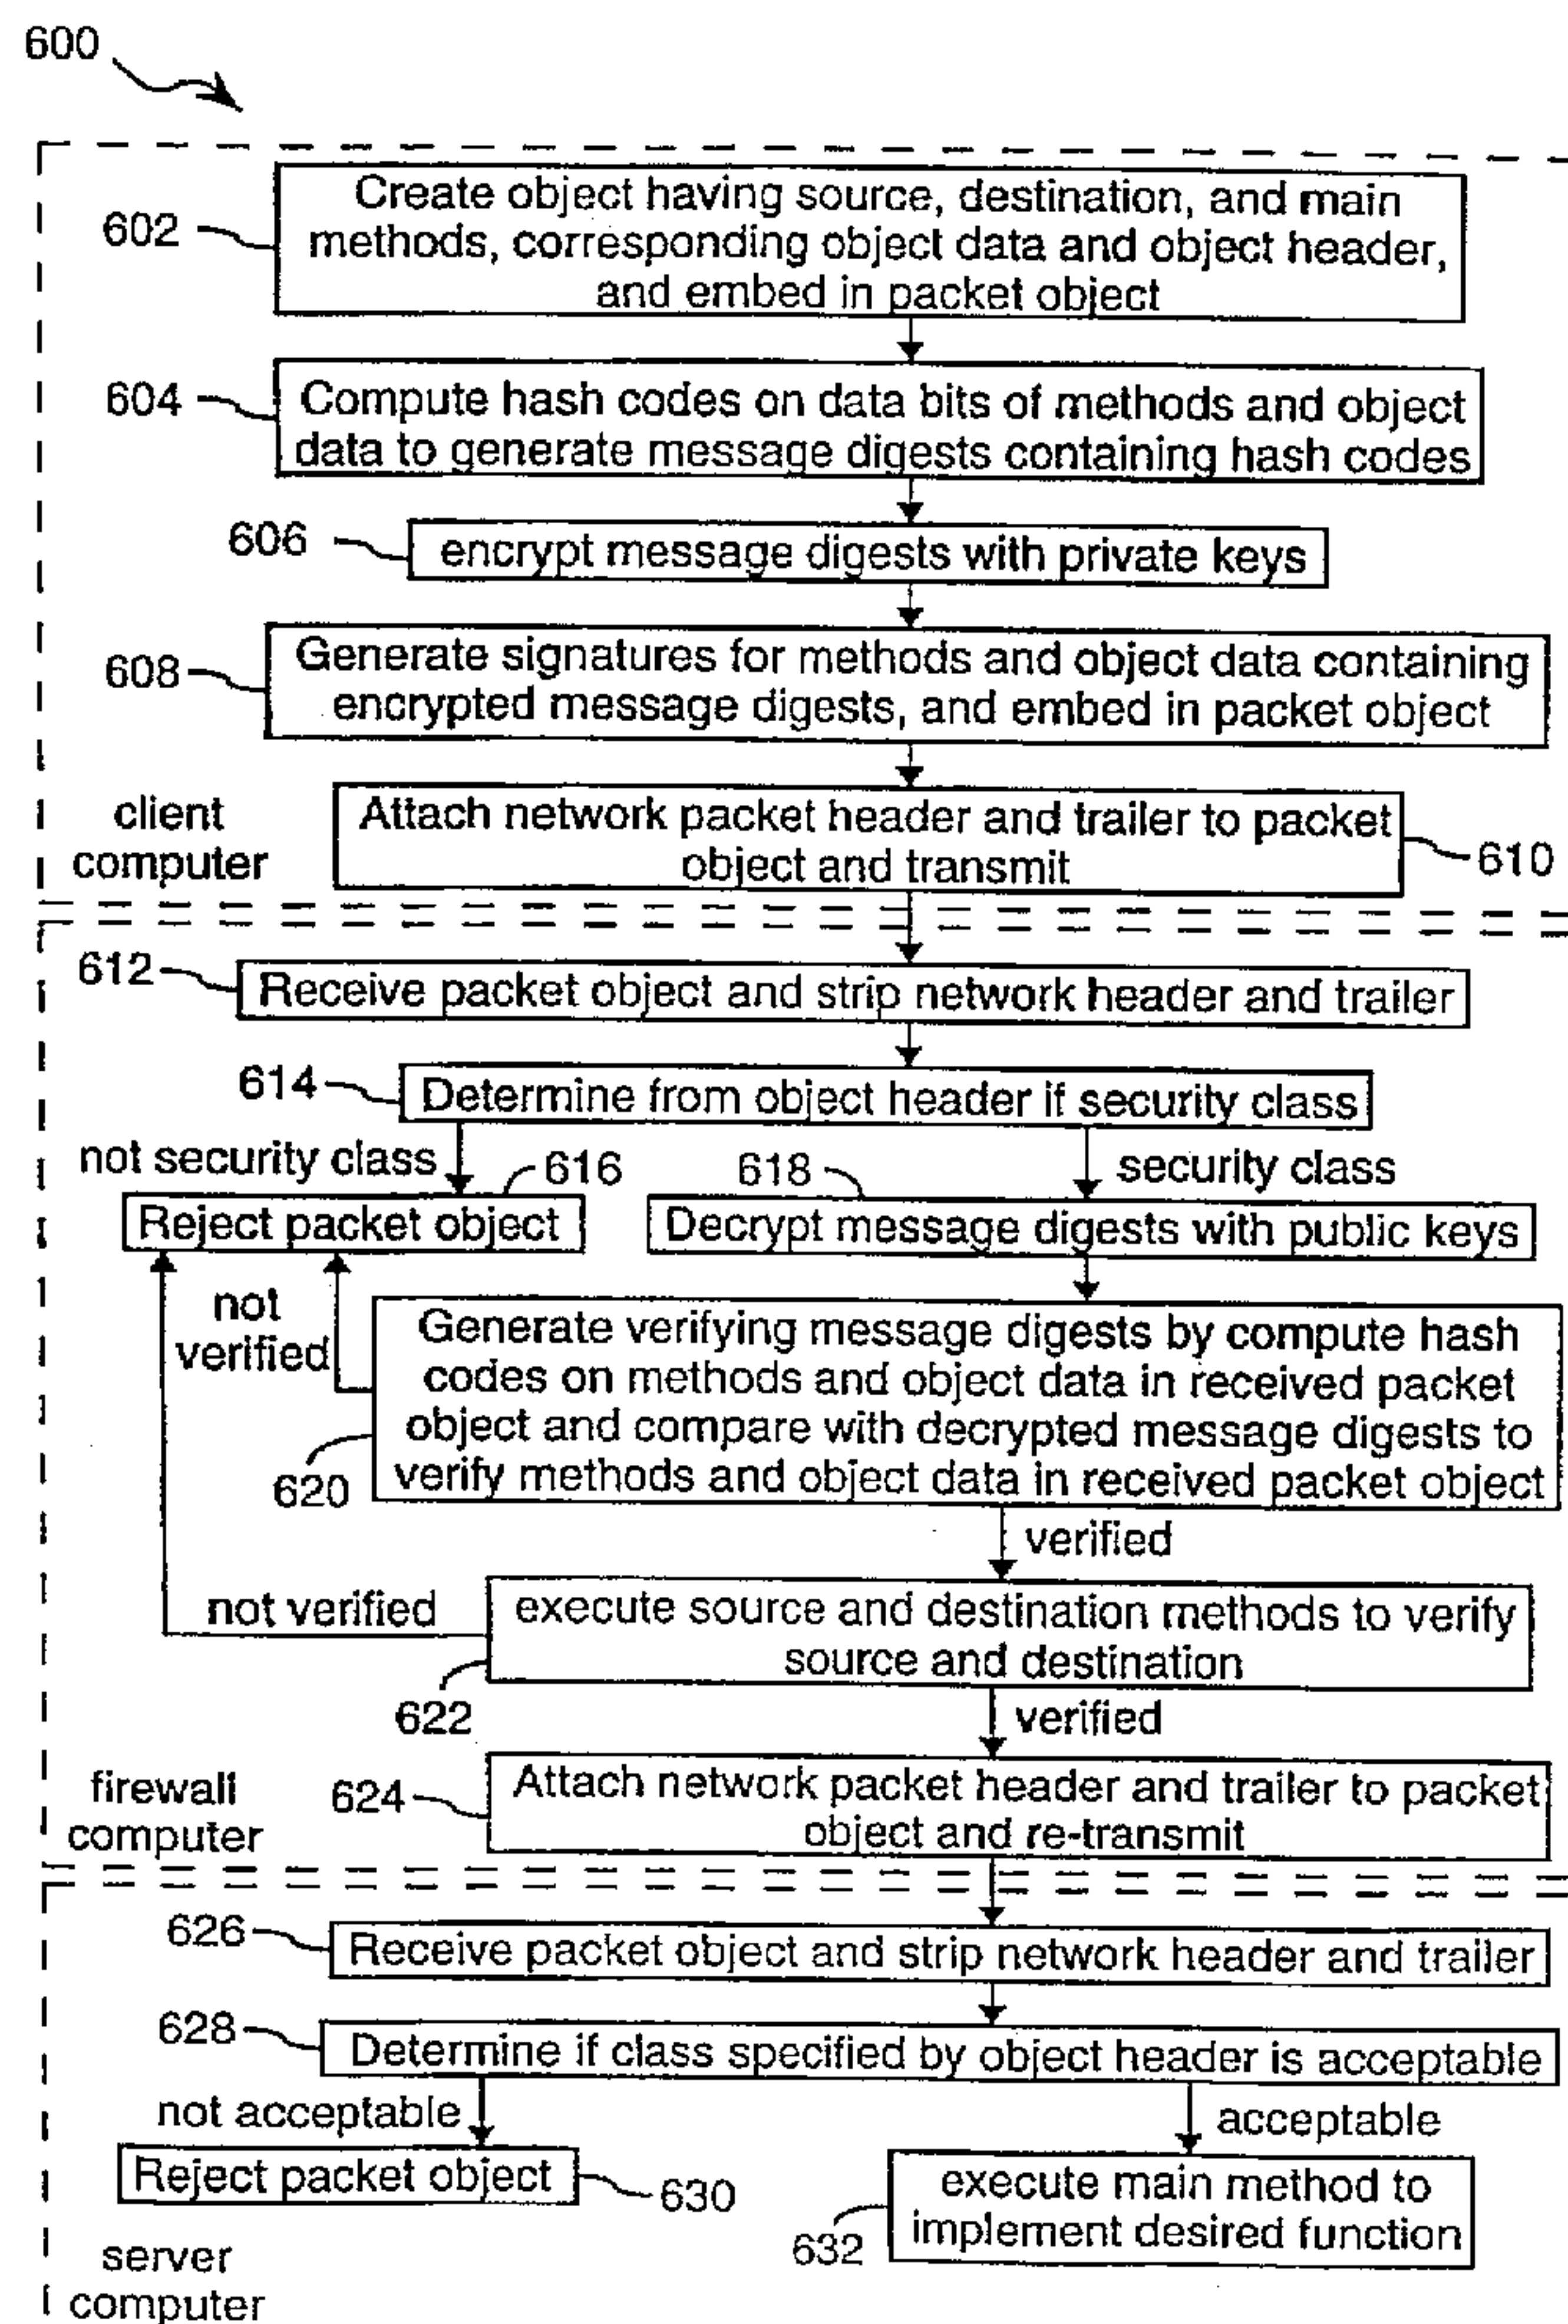 600
602
Create object having source, destination, and main
methods, corresponding object data and object header,
and embed in packet object
604
Compute hash codes on data bits of methods and object
data to generate message digests containing hash codes
606
encrypt message digests with private keys
608
Generate signatures for methods and object data containing
encrypted message digests, and embed in packet object
client
computer
Attach network packet header and trailer to packet
object and transmit
610
612
Receive packet object and strip network header and trailer
614
Determine from object header if security class
not security class
616
618
security class
Reject packet object
Decrypt message digests with public keys
not
verified
Generate verifying message digests by compute hash
codes on methods and object data in received packet
object and compare with decrypted message digests to
verify methods and object data in received packet object
620
verified
not verified
execute source and destination methods to verify
source and destination
622
verified
firewall
computer
624
Attach network packet header and trailer to packet
object and re-transmit
626
Receive packet object and strip network header and trailer
628
Determine if class specified by object header is acceptable
not acceptable
acceptable
Reject packet object
630
execute main method to
implement desired function
632
server
computer